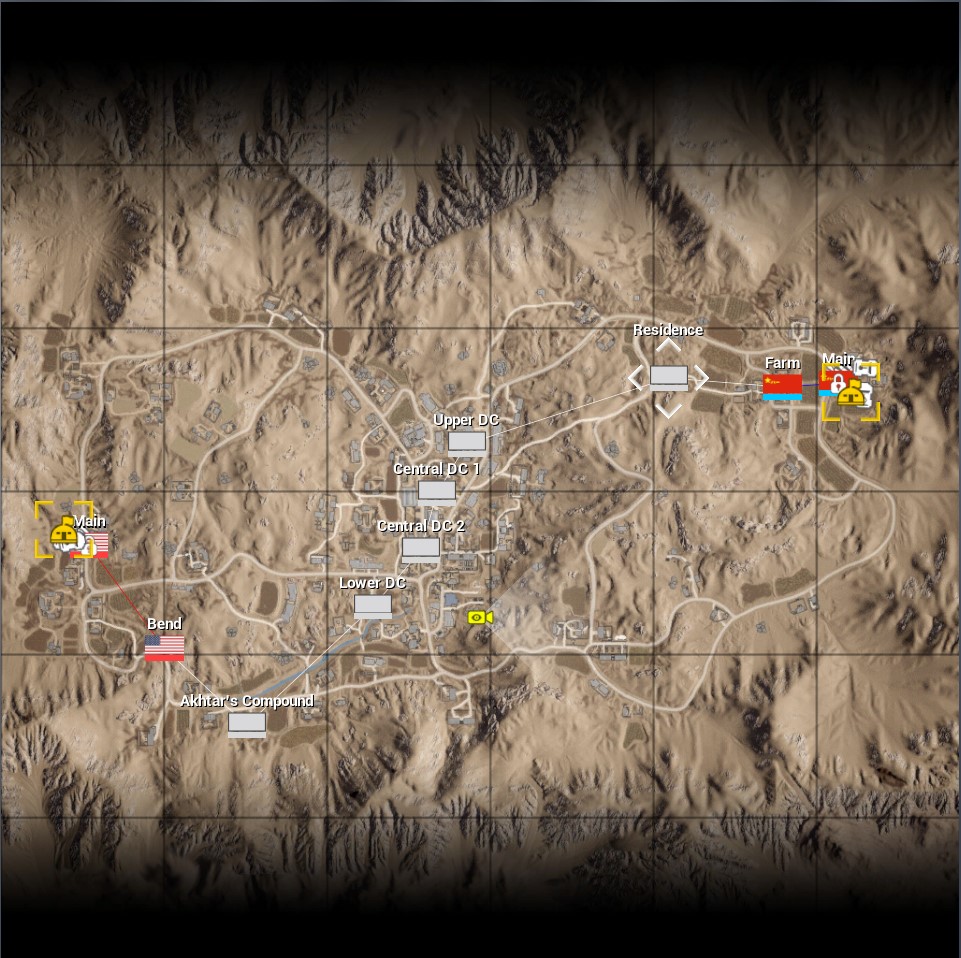 Residence
Farm
Main
Upper DC
Central DC 1
Main
Central DC 2
Lower DC
Bend
Akhtar's Compound